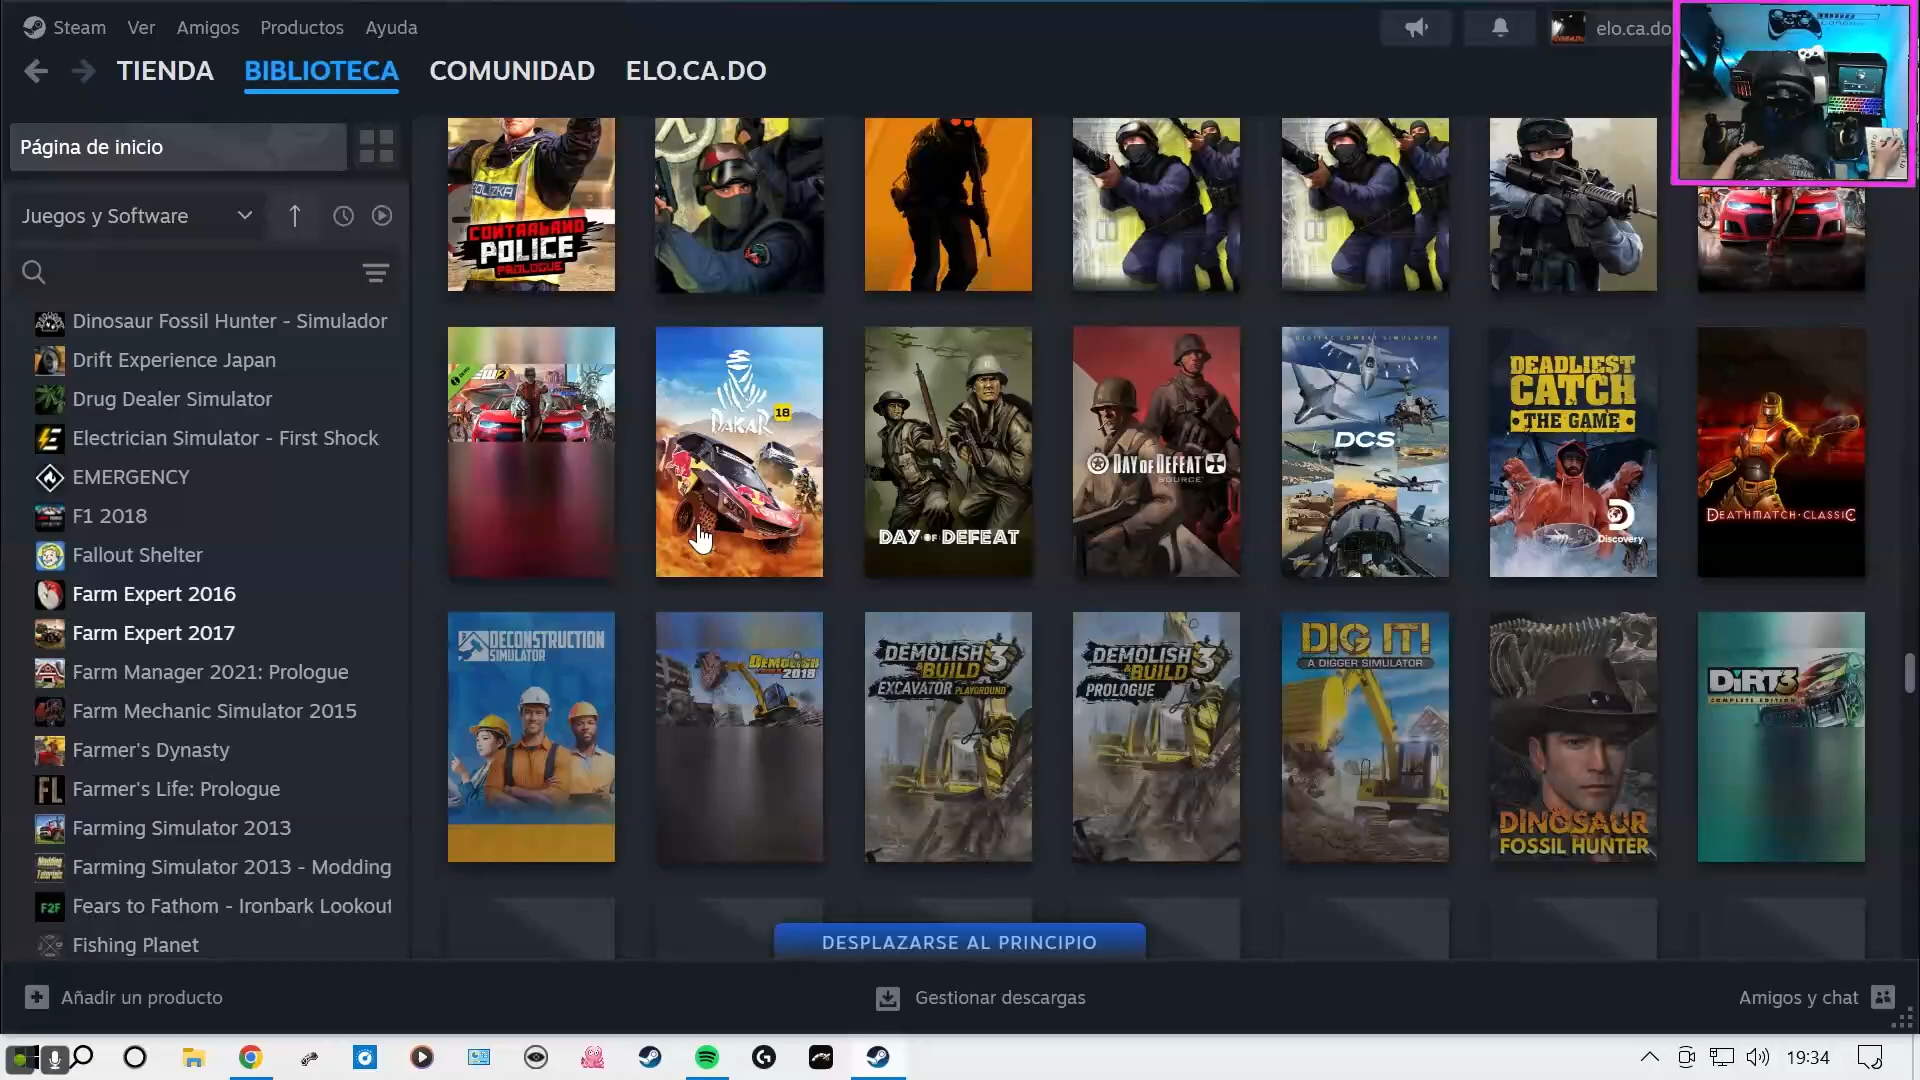 Steam
Ver
Amigos
Productos
Ayuda
elo.ca.do
TIENDA
BIBLIOTECA
COMUNIDAD
ELO.CA.DO
Página de inicio
Juegos y Software
Dinosaur Fossil Hunter - Simulador
Drift Experience Japan
Drug Dealer Simulator
Electrician Simulator - First Shock
EMERGENCY
F1 2018
Fallout Shelter
Farm Expert 2016
Farm Expert 2017
Farm Manager 2021: Prologue
Farm Mechanic Simulator 2015
Farmer's Dynasty
Farmer's Life: Prologue
Farming Simulator 2013
Farming Simulator 2013 - Modding
Fears to Fathom - Ironbark Lookout
Fishing Planet
CONTRABAND
POLICE
PROLOGUE
DAKAR
18
DAY OF DEFEAT
DAY OF DEFEAT
SOURCE
DIGITAL COMBAT SIMULATOR
DCS
DEADLIEST
CATCH
THE GAME
Discovery
DEATHMATCH CLASSIC
DECONSTRUCTION
SIMULATOR
DEMOLISH
2018
DEMOLISH
& BUILD 3
EXCAVATOR PLAYGROUND
DEMOLISH
& BUILD 3
PROLOGUE
DIG IT!
A DIGGER SIMULATOR
DINOSAUR
FOSSIL HUNTER
DiRT3
COMPLETE EDITION
DESPLAZARSE AL PRINCIPIO
Añadir un producto
Gestionar descargas
Amigos y chat
19:34